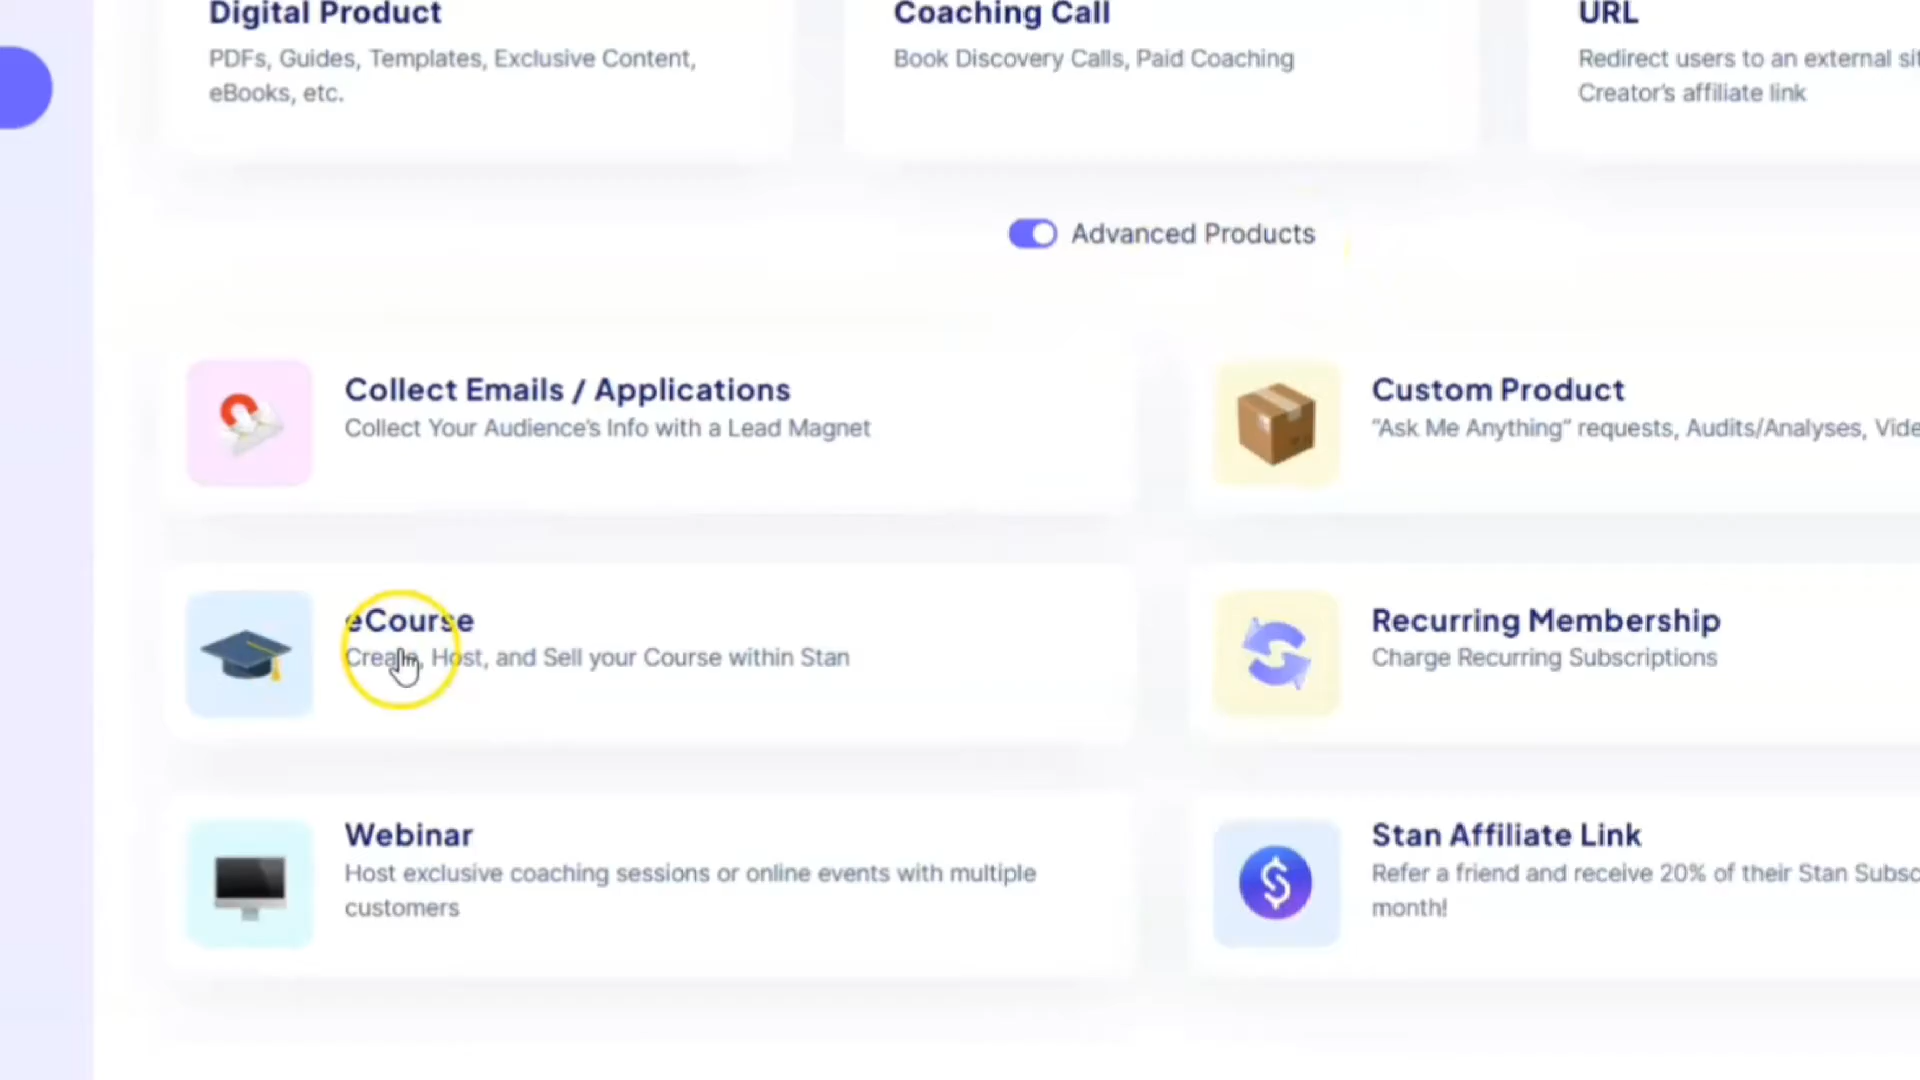 Digital Product
PDFs, Guides, Templates, Exclusive Content,
eBooks, etc.
Coaching Call
Book Discovery Calls, Paid Coaching
URL
Redirect users to an external
Creator's affiliate link
Advanced Products
Collect Emails / Applications
Collect Your Audience's Info with a Lead Magnet
Custom Product
"Ask Me Anything" requests, Audits/Analyses,
eCourse
Create, Host, and Sell your Course within Stan
Recurring Membership
Charge Recurring Subscriptions
Webinar
Host exclusive coaching sessions or online events with multiple
customers
Stan Affiliate Link
Refer a friend and receive 20% of their Stan
month!